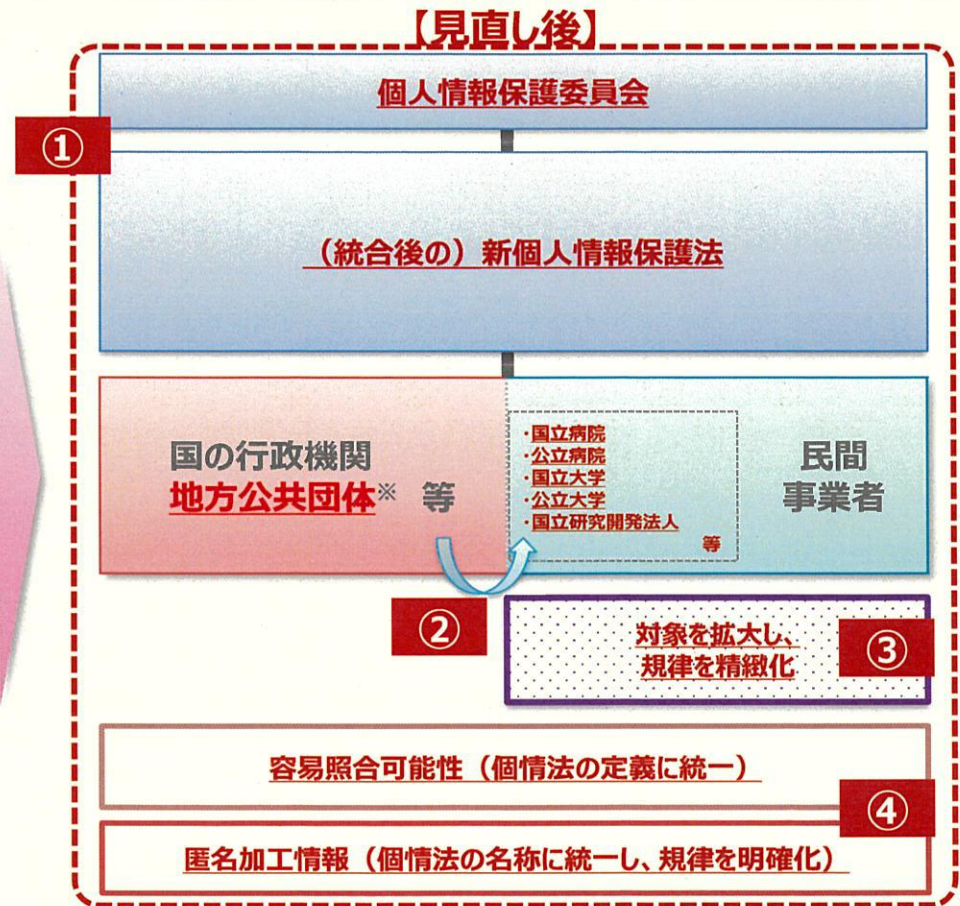 【見直し後】
個人情報保護委員会
①
（統合後の）新個人情報保護法
国の行政機関
地方公共団体※ 等
・国立病院
・公立病院
・国立大学
・公立大学
・国立研究開発法人
等
民間
事業者
②
対象を拡大し、
規律を精緻化
③
容易照合可能性（個情法の定義に統一）
④
匿名加工情報（個情法の名称に統一し、規律を明確化）